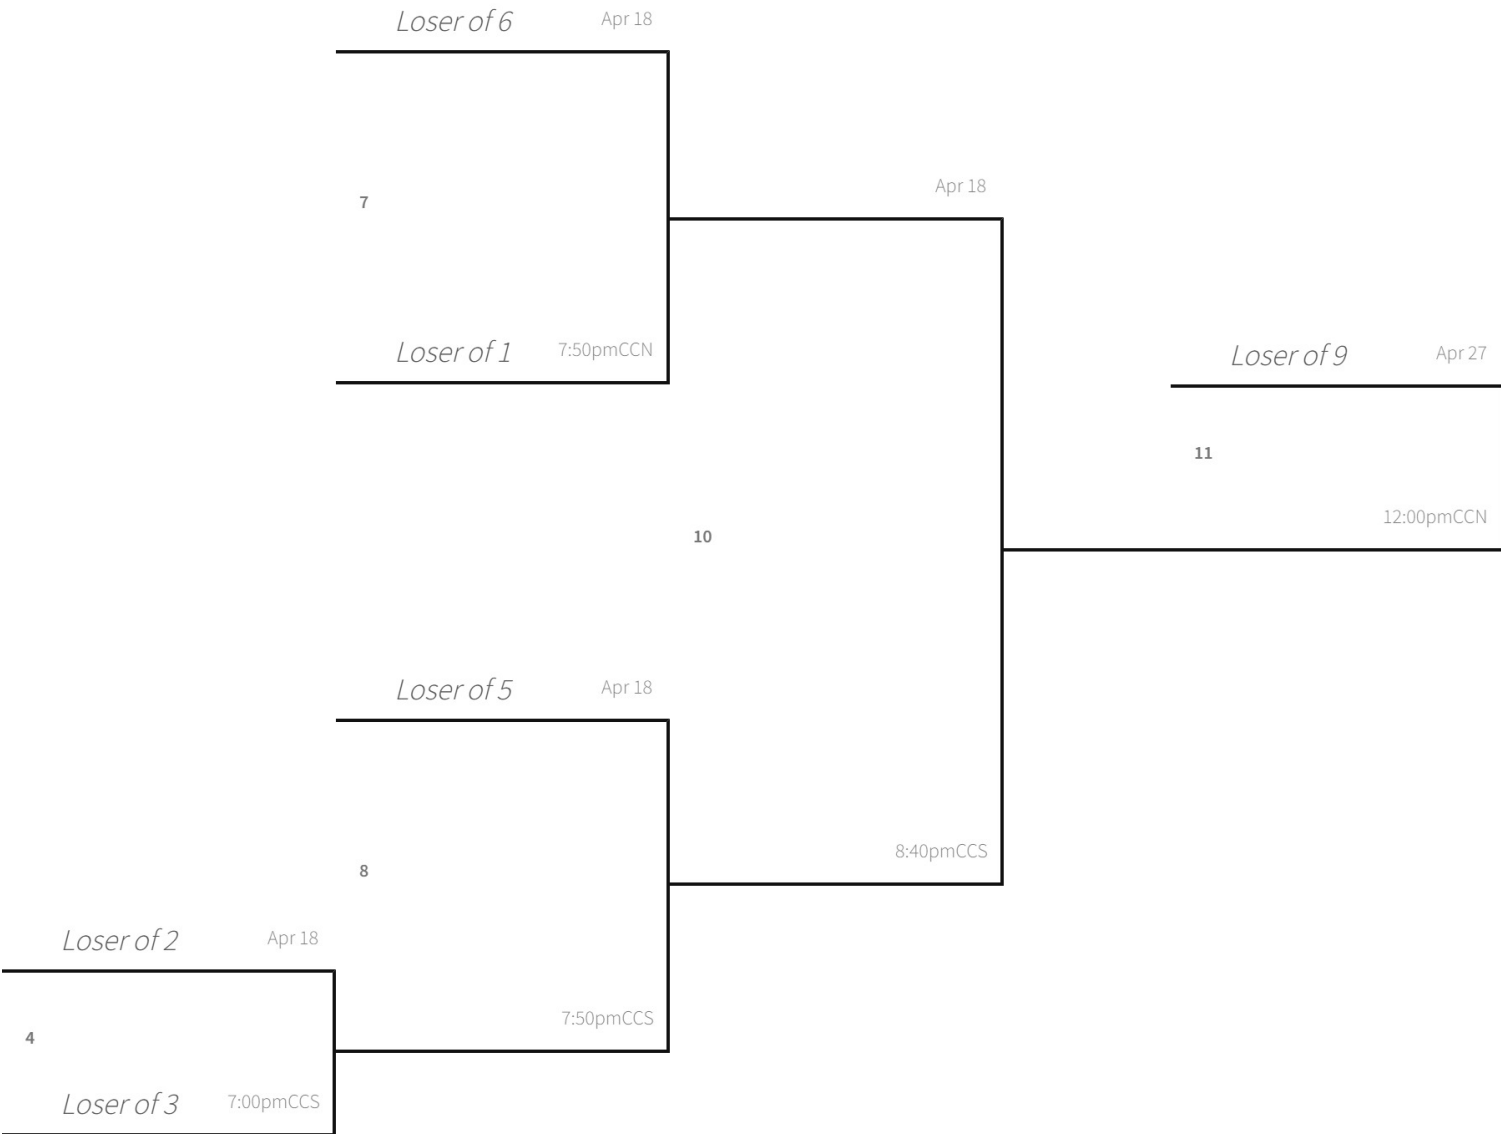 Loser of 6 Apr 18
7
Apr 18
Loser of 1 7:50pmCCN
Loser of 9 Apr 27
11
12:00pmCCN
10
Loser of 5 Apr 18
8:40pmCCS
8
Loser of 2 Apr 18
7:50pmCCS
4
Loser of 3 7:00pmCCS